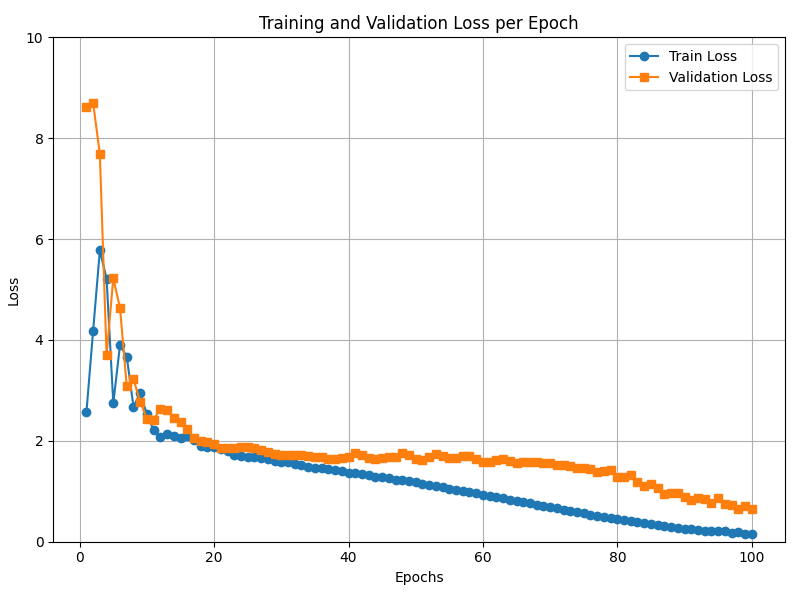 Training and Validation Loss per Epoch
Train Loss
Validation Loss
Loss
10
8
6
4
2
0
0 20 40 60 80 100
Epochs